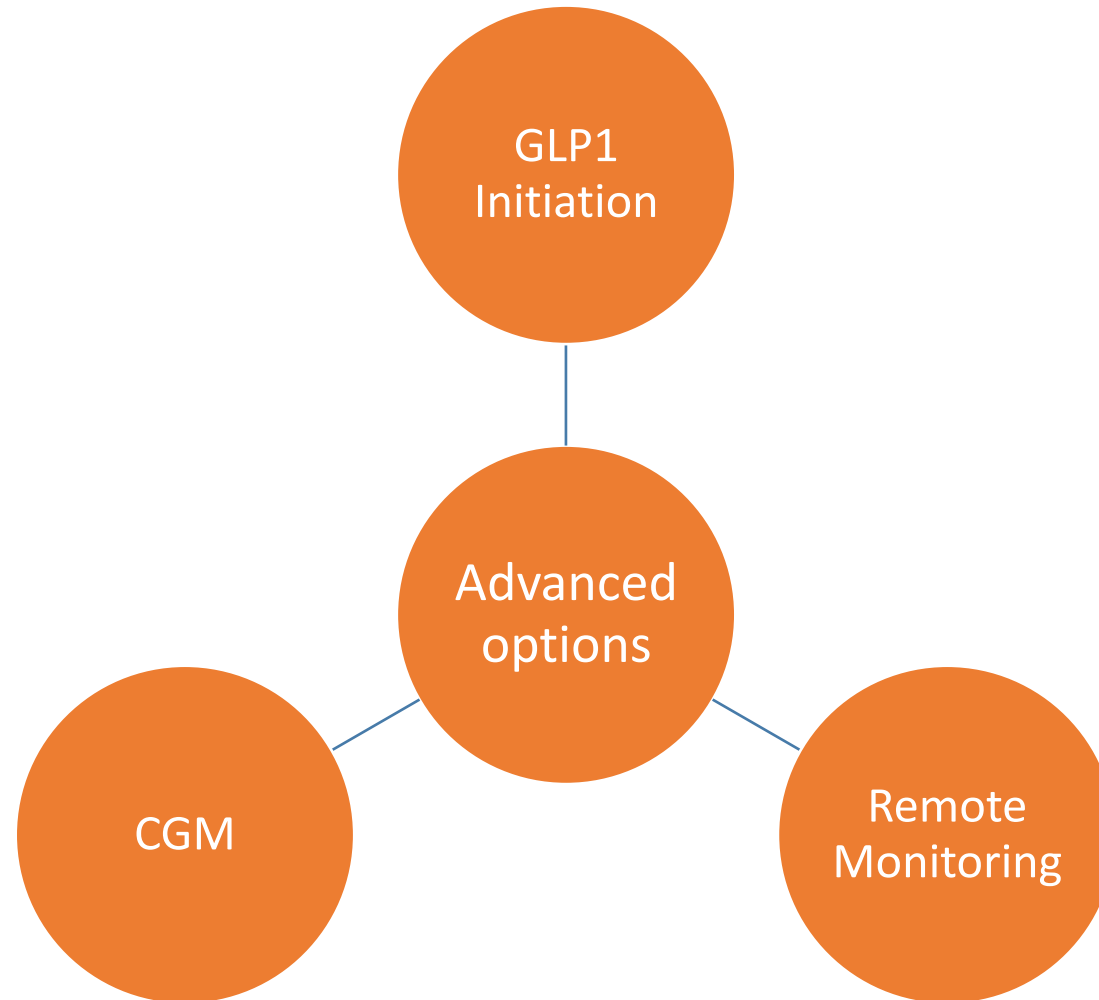 GLP1
Initiation
Advanced
options
CGM
Remote
Monitoring